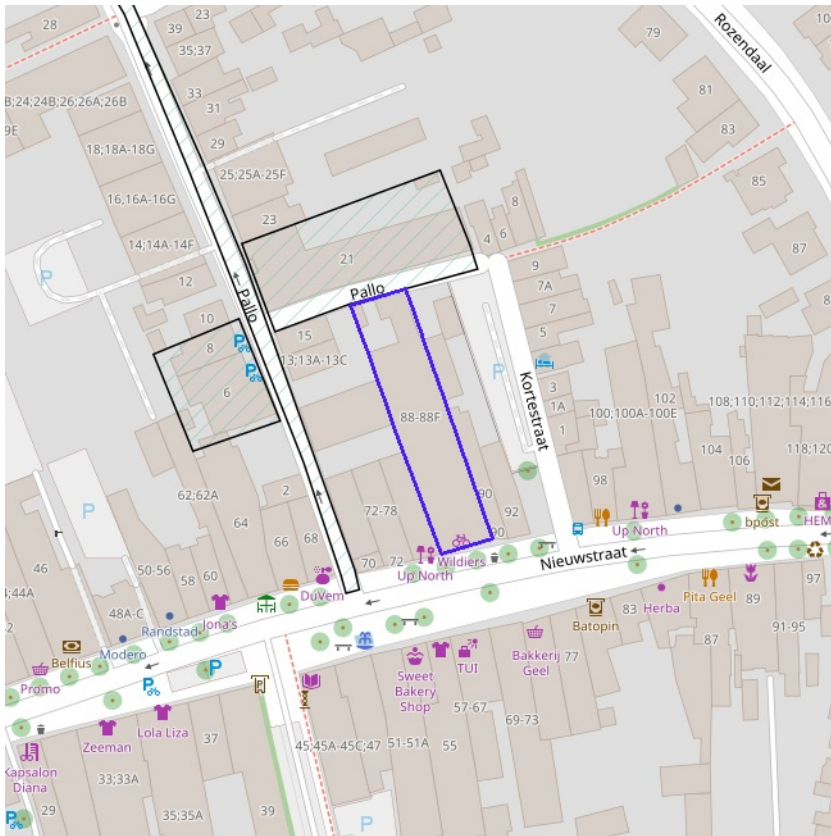 28
23
39
35;37
79
Rozendaal
B;24;24B;26;26A;26B
33
31
81
9E
29
83
18;18A-18G
25;25A-25F
85
16,16A-16G
8
23
14;14A-14F
4
6
87
21
P
9
12
Pallo
7A
Pallo
7
10
15
5
P
8
13;13A-13C
P
P
6
3
102
108;110;112;114;116
1A
88-88F
100;100A-100E
Kortestraat
1
104
118;120
106
98
62;62A
2
72-78
90
92
P
64
Up North
bpost
HEM
66
68
90
50-56
70
72
Wildiers
Nieuwstraat
46
58
60
Up North
97
;44A
48A-C
DuVem
Jona's
83
Herba
Pita Geel
89
Randstad
Batopin
Modero
Belfius
87
91-95
Promo
P
Sweet
Bakery
Shop
TUI
Bakkerij
Geel
77
P
P
Lola Liza
57-67
Zeeman
37
69-73
Kapsalon
Diana
45;45A-45C;47
51-51A
55
33;33A
29
35;35A
39
P
P